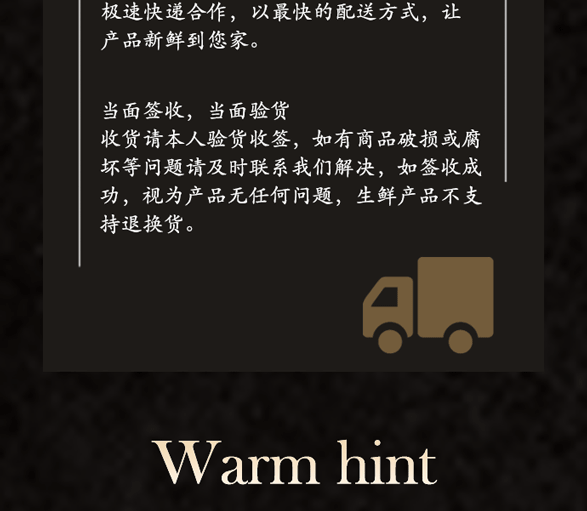 极速快递合作，以最快的配送方式，让
产品新鲜到您家。
当面签收，当面验货
收货请本人验货收签，如有商品破损或腐
坏等问题请及时联系我们解决，如签收成
功，视为产品无任何问题，生鲜产品不支
持退换货。
Warm hint